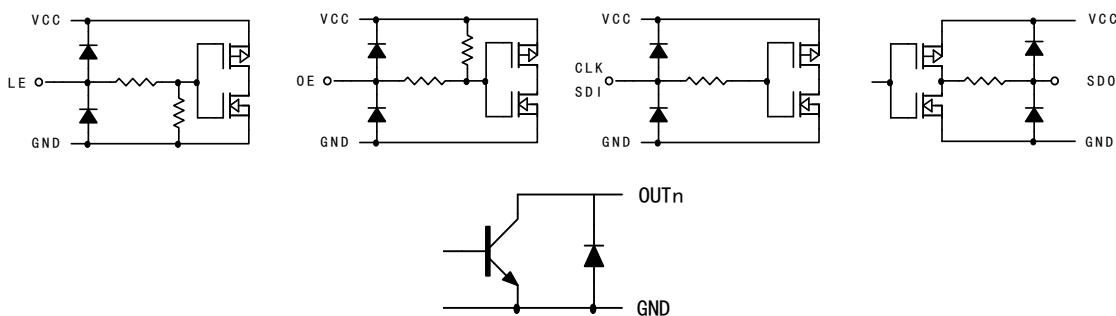 VCC
LE
GND
VCC
OE
GND
VCC
CLK
SDI
GND
VCC
SDO
GND
OUTn
GND